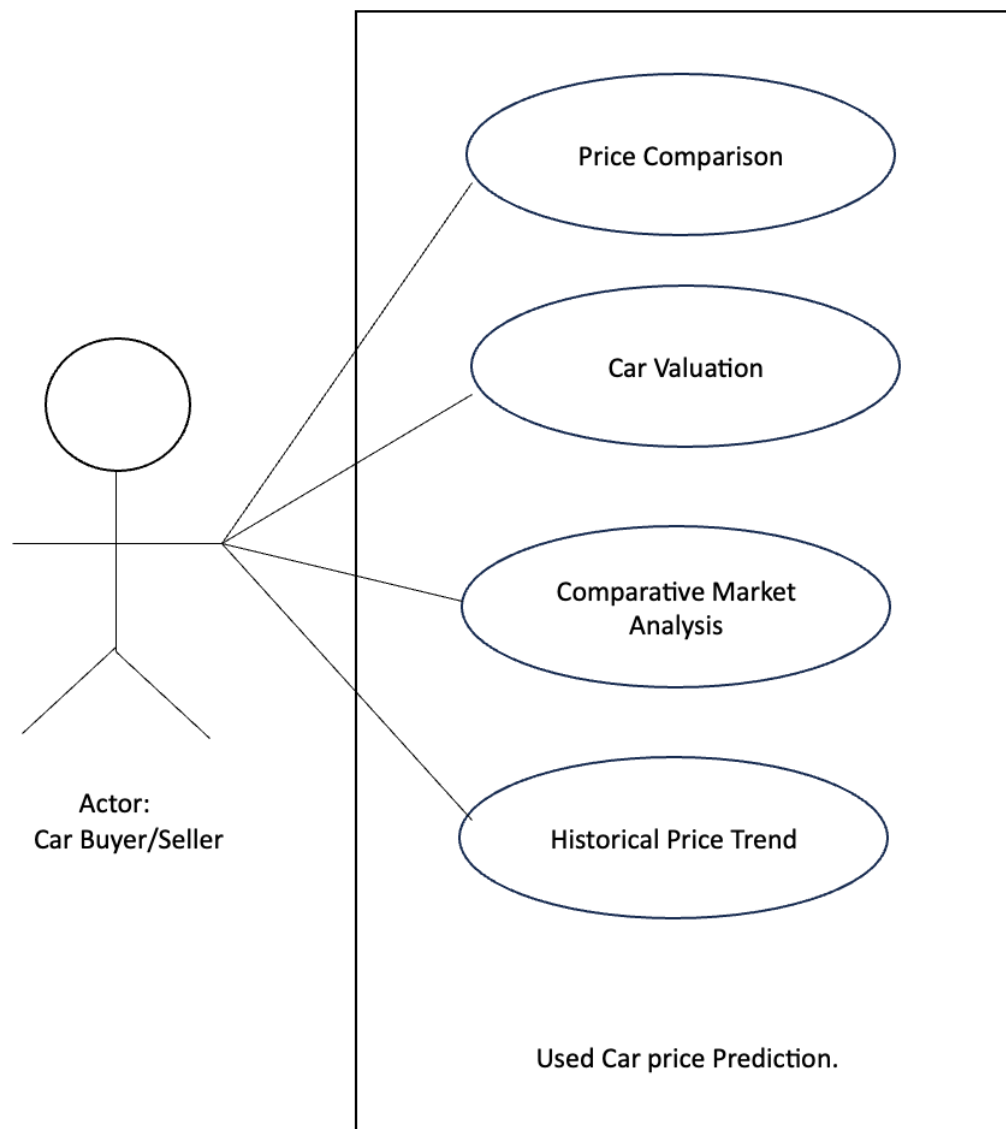 Price Comparison
Car Valuation
Comparative Market
Analysis
Historical Price Trend
Actor:
Car Buyer/Seller
Used Car price Prediction.